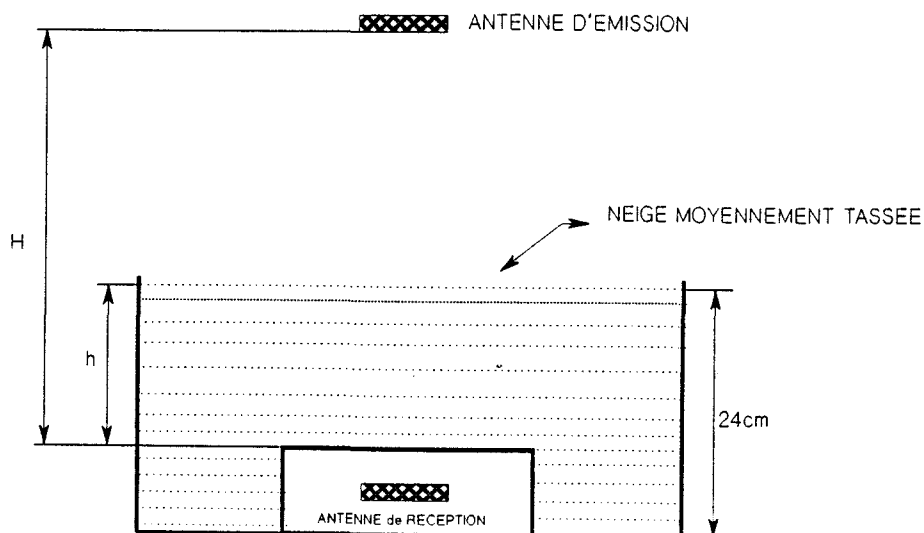 ANTENNE D'EMISSION
H
NEIGE MOYENNEMENT TASSEE
h
24cm
ANTENNE de RECEPTION